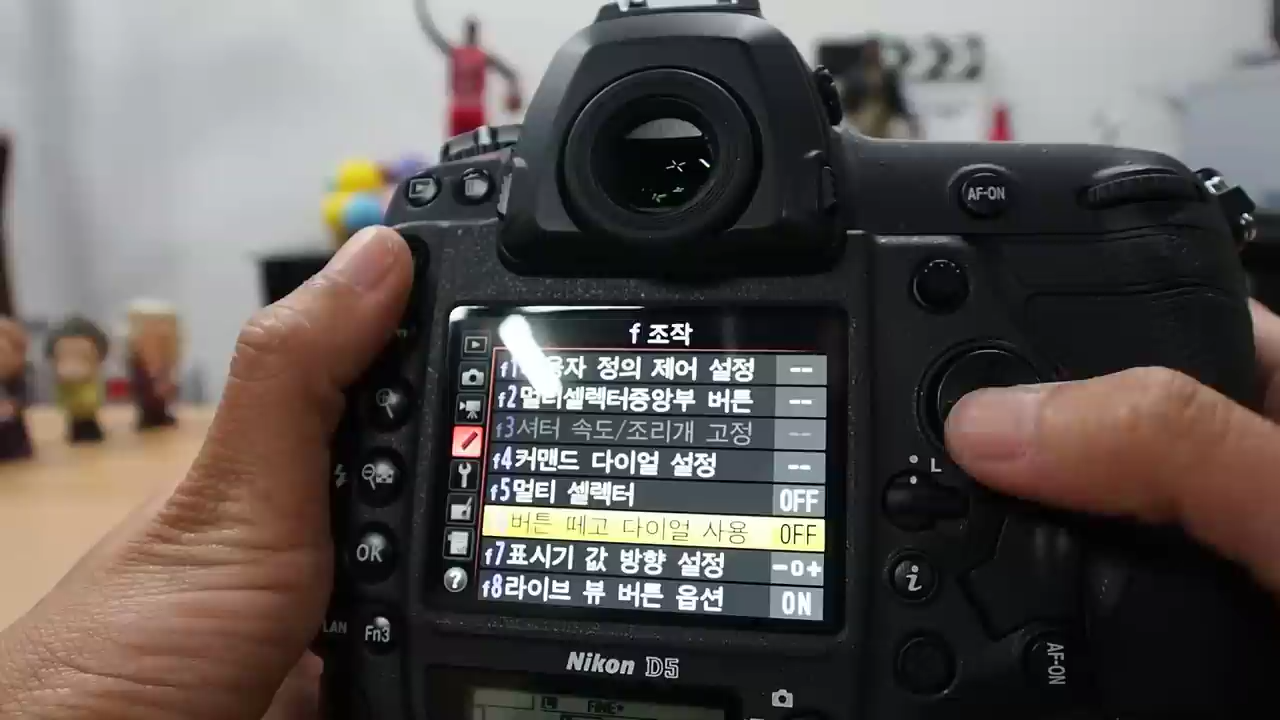 AF-ON
f 조작
f1 용자 정의 제어 설정 --
f2멀티셀렉터중앙부 버튼 --
f3셔터 속도/조리개 고정 --
f4커맨드 다이얼 설정 --
f5멀티 셀렉터 OFF
버튼 떼고 다이얼 사용 OFF
f7표시기 값 방향 설정 -o+
f8라이브 뷰 버튼 옵션 ON
?
L
OK
i
LAN
Fn3
AF-ON
Nikon D5
FINE★